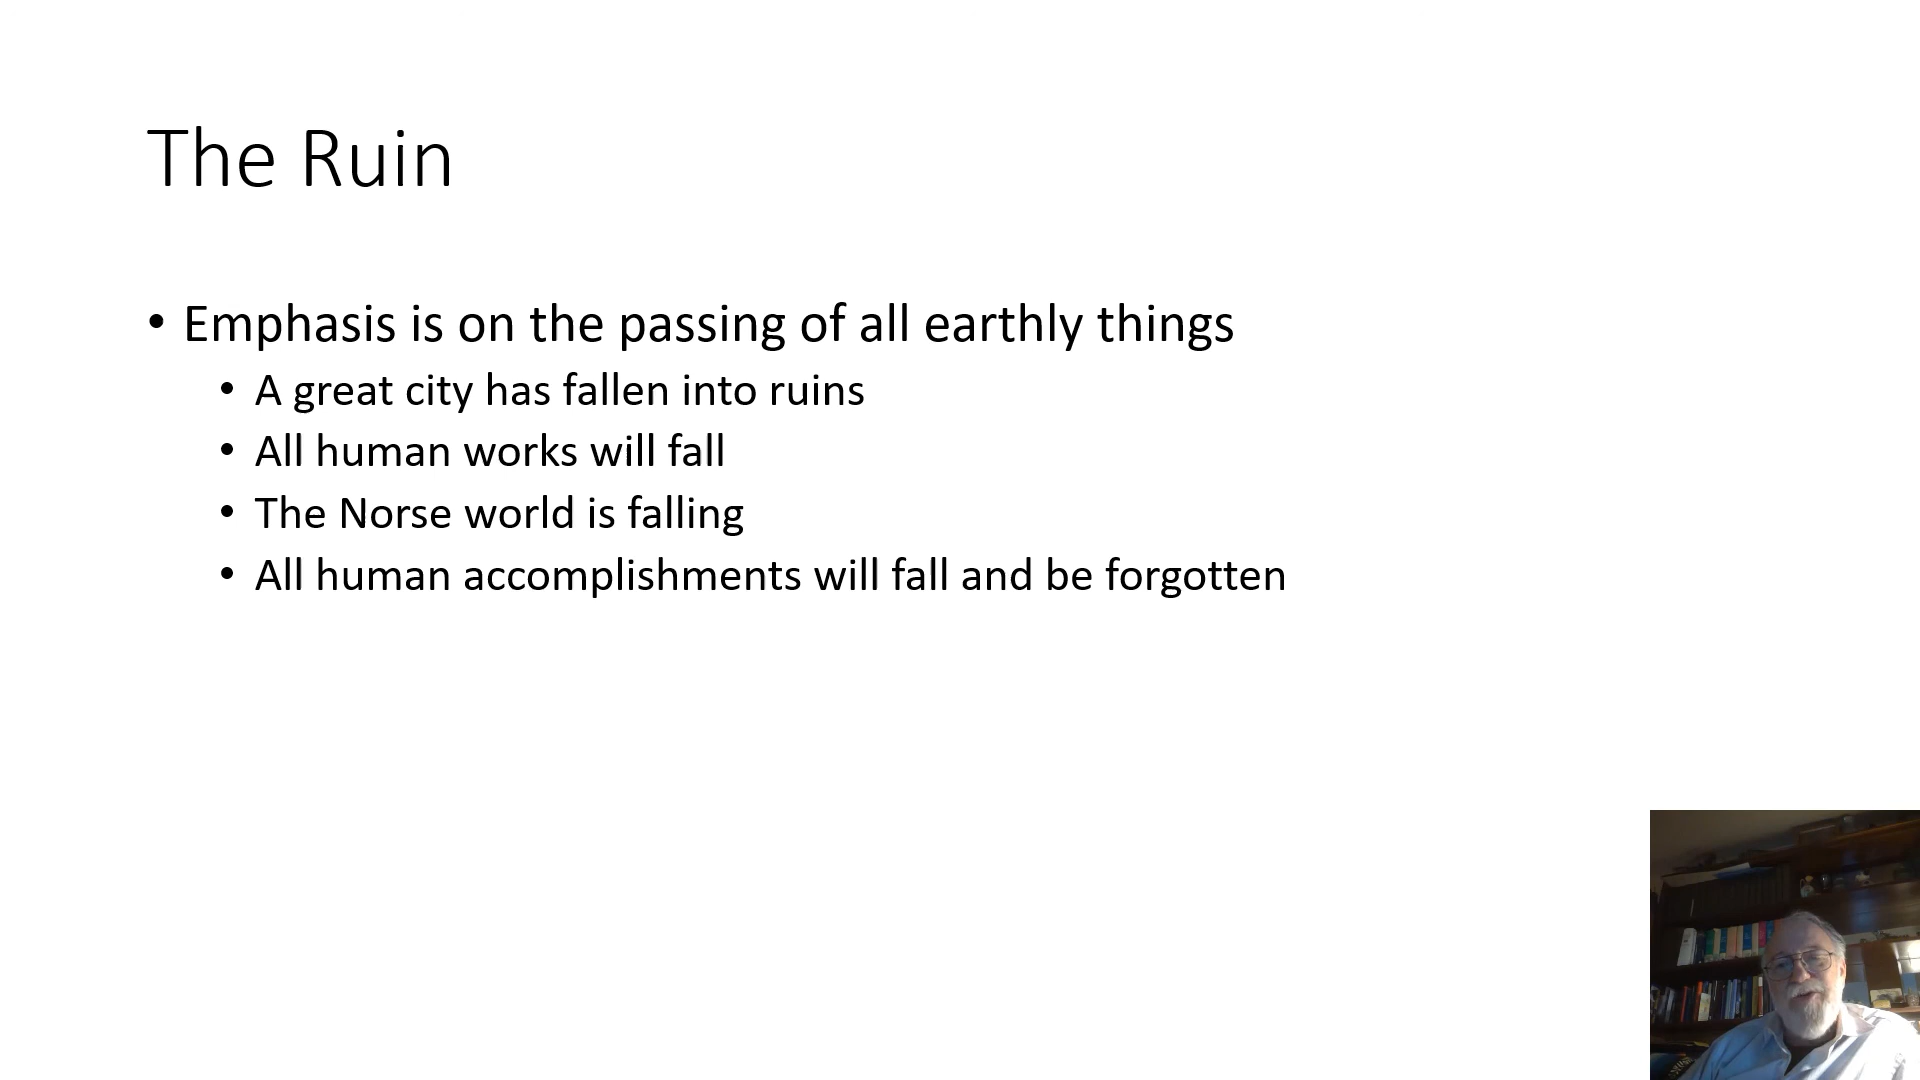 The Ruin
• Emphasis is on the passing of all earthly things
• A great city has fallen into ruins
• All human works will fall
• The Norse world is falling
• All human accomplishments will fall and be forgotten